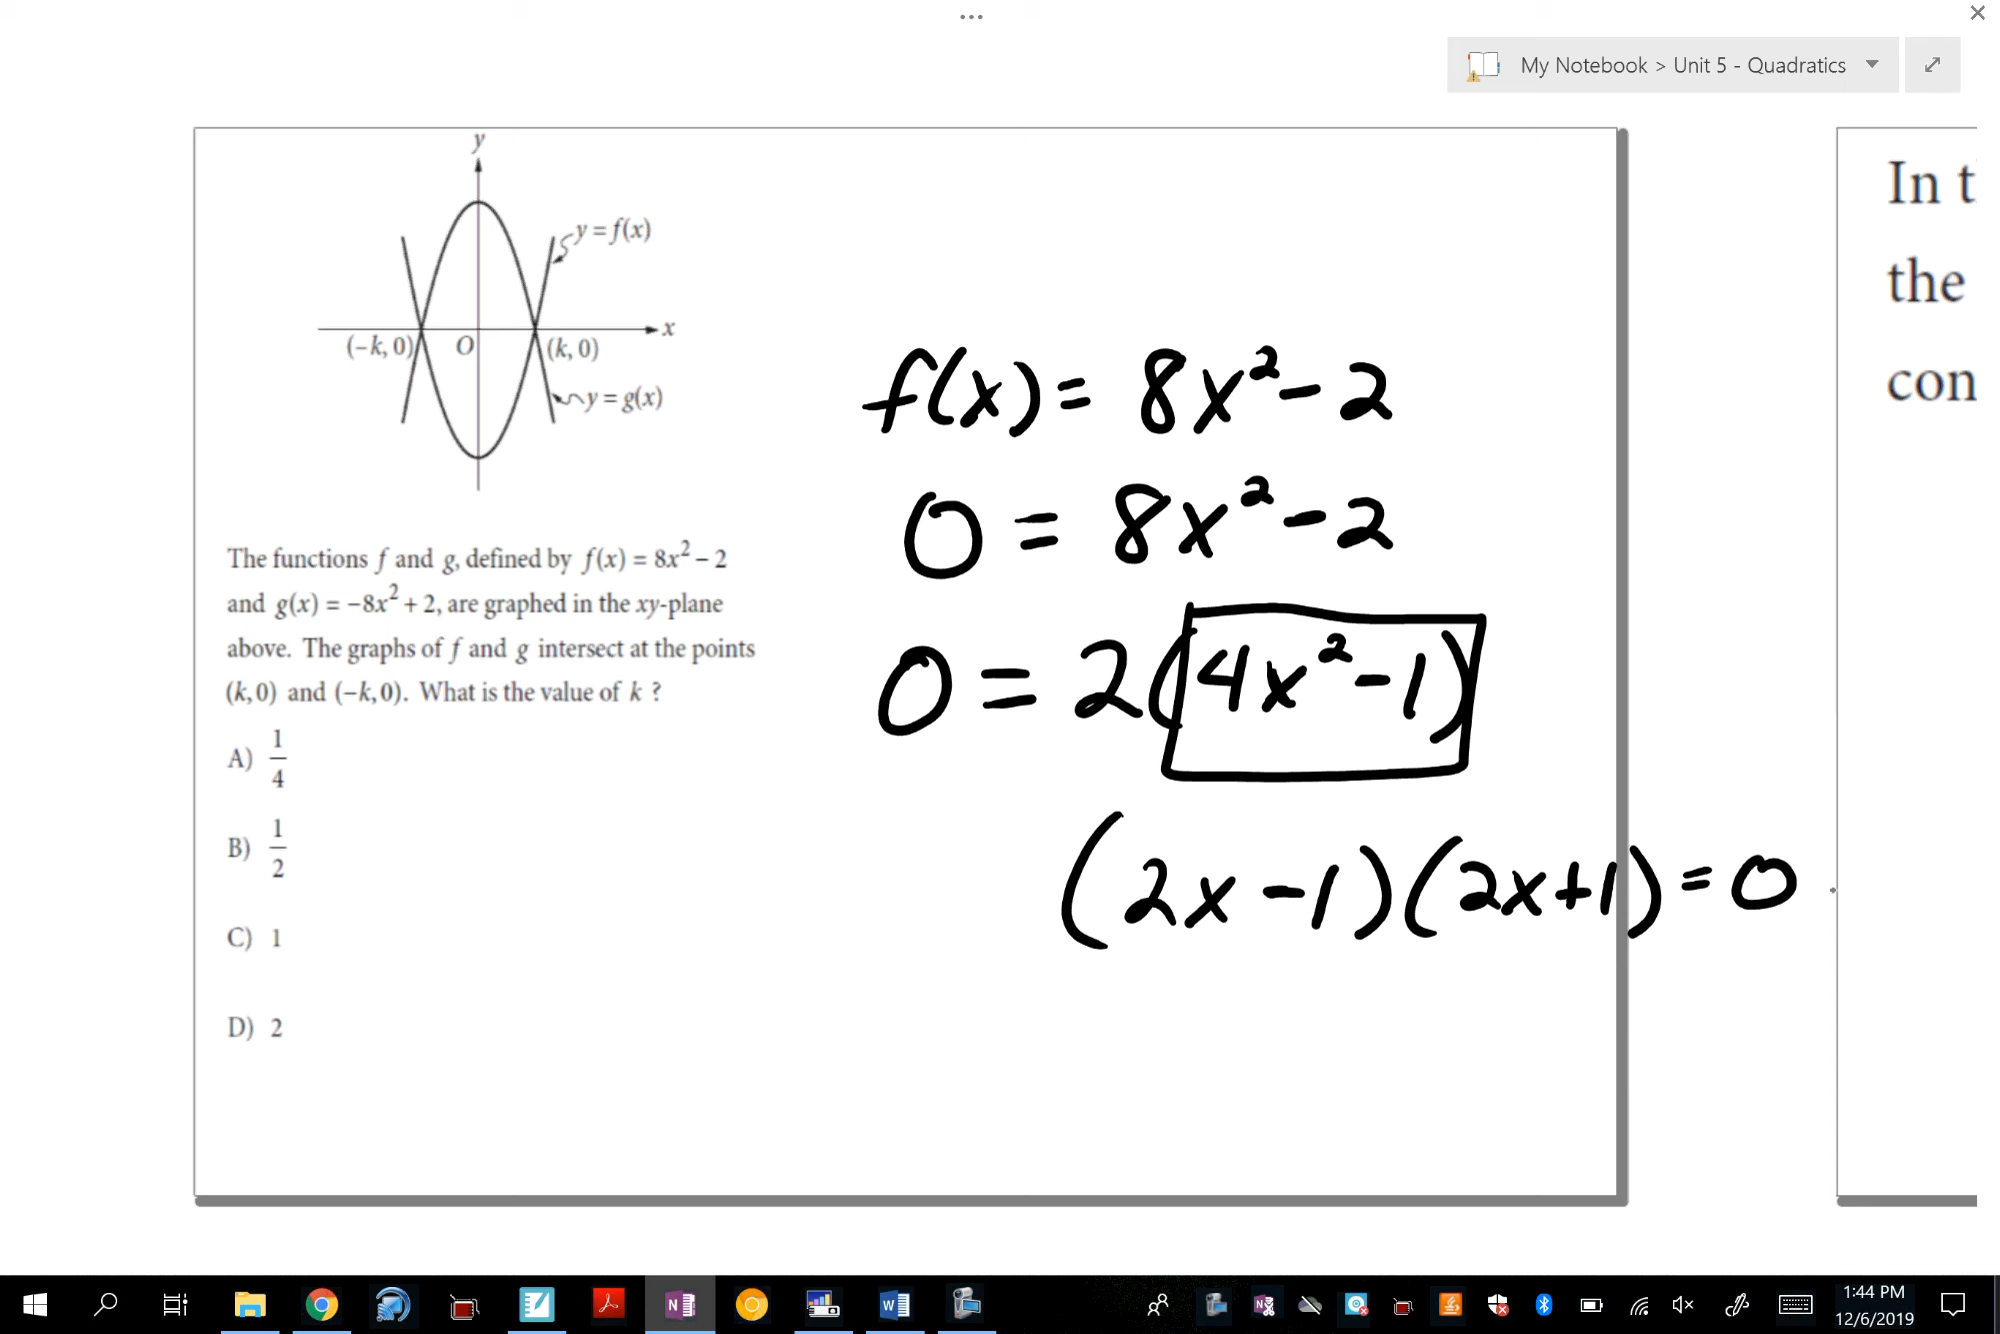 ...
My Notebook > Unit 5 - Quadratics
y
y = f(x)
x
(−k, 0)
O
(k, 0)
y = g(x)
The functions f and g, defined by f(x) = 8x² − 2
and g(x) = −8x² + 2, are graphed in the xy-plane
above. The graphs of f and g intersect at the points
(k, 0) and (−k, 0). What is the value of k ?
A) 1/4
B) 1/2
C) 1
D) 2
f(x) = 8x² − 2
0 = 8x² − 2
0 = 2(4x² − 1)
(2x − 1)(2x + 1) = 0
In t
the
con
1:44 PM
12/6/2019